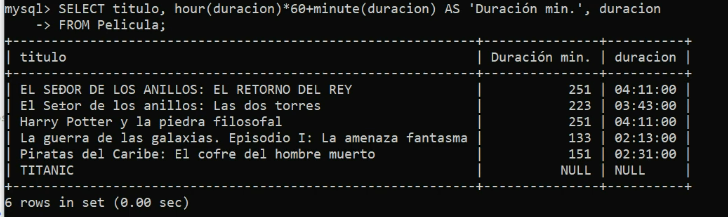 mysql> SELECT titulo, hour(duracion)*60+minute(duracion) AS 'Duración min.', duracion
    -> FROM Pelicula;
+--------------------------------------------------------+---------------+----------+
| titulo                                                 | Duración min. | duracion |
+--------------------------------------------------------+---------------+----------+
| EL SEÐOR DE LOS ANILLOS: EL RETORNO DEL REY            |           251 | 04:11:00 |
| El Se±or de los anillos: Las dos torres                |           223 | 03:43:00 |
| Harry Potter y la piedra filosofal                     |           251 | 04:11:00 |
| La guerra de las galaxias. Episodio I: La amenaza fantasma |           133 | 02:13:00 |
| Piratas del Caribe: El cofre del hombre muerto         |           151 | 02:31:00 |
| TITANIC                                                |          NULL | NULL     |
+--------------------------------------------------------+---------------+----------+
6 rows in set (0.00 sec)